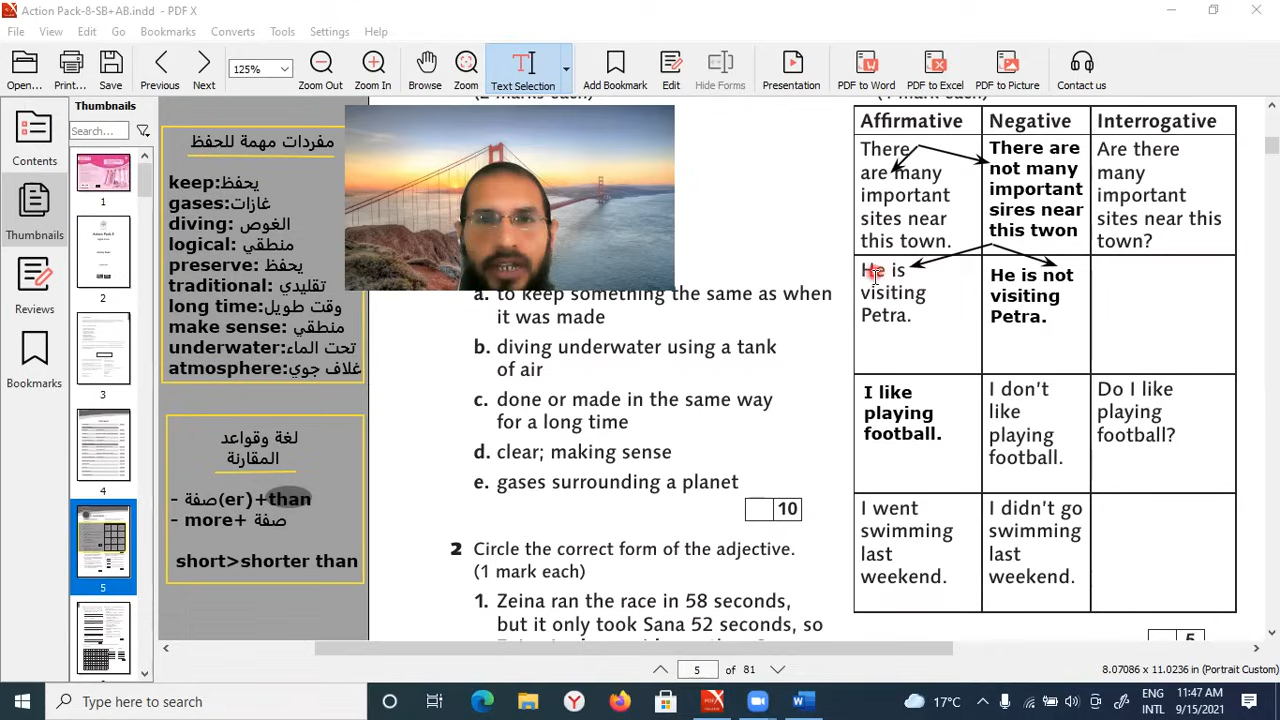 Action Pack-8-SB+AB.indd - PDF X
File View Edit Go Bookmarks Converts Tools Settings Help
Open... Print... Save Previous Next 125% Zoom Out Zoom In Browse Zoom Text Selection Add Bookmark Edit Hide Forms Presentation PDF to Word PDF to Excel PDF to Picture Contact us
Contents
Thumbnails
Reviews
Bookmarks
Thumbnails
Search...
1
2
3
4
5
مفردات مهمة للحفظ
keep:يحفظ
gases:غازات
diving: الغوص
logical: منطقي
preserve: يحفظ
traditional: تقليدي
long time:وقت طويل
make sense: منطقي
underwater:تحت الماء
atmosphere:غلاف جوي
لغة وقواعد
المقارنة
- صفة(er)+than
- more+ صفة
short>shorter than
a. to keep something the same as when
it was made
b. diving underwater using a tank
of air
c. done or made in the same way
for a long time
d. clear; making sense
e. gases surrounding a planet
10
2 Circle the correct form of the adjective.
(1 mark each)
1. Zeina ran the race in 58 seconds,
but it only took Sana 52 seconds, so
Affirmative
Negative
Interrogative
There
are many
important
sites near
this town.
There are
not many
important
sires near
this twon
Are there
many
important
sites near this
town?
He is
visiting
Petra.
He is not
visiting
Petra.
I like
playing
football.
I don't
like
playing
football.
Do I like
playing
football?
I went
swimming
last
weekend.
I didn't go
swimming
last
weekend.
5
5 of 81
8.07086 x 11.0236 in (Portrait Custom)
Type here to search
17°C
ENG
INTL
11:47 AM
9/15/2021